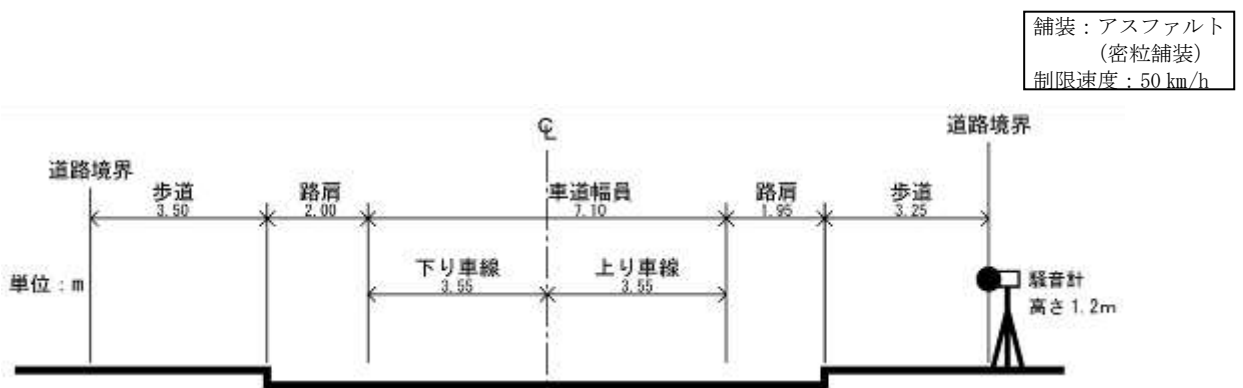 舗装:アスファルト
(密粒舗装)
制限速度:50 km/h
℄
道路境界
道路境界
歩道
路肩
車道幅員
路肩
歩道
3.50
2.00
7.10
1.95
3.25
下り車線
上り車線
3.55
3.55
単位:m
騒音計
高さ1.2m